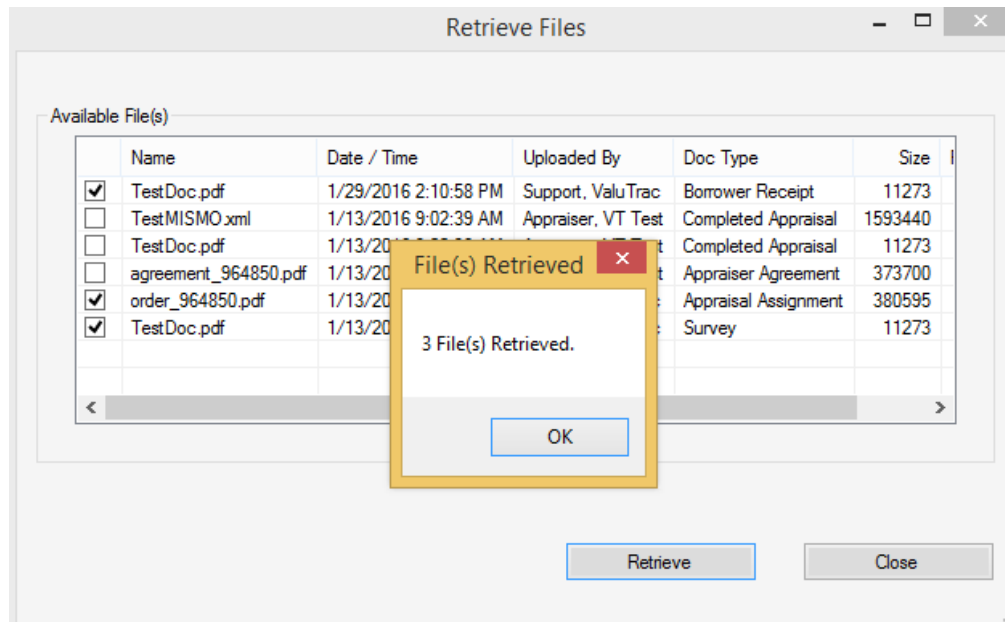 Retrieve Files
Available File(s)
Name Date / Time Uploaded By Doc Type Size
TestDoc.pdf 1/29/2016 2:10:58 PM Support, ValuTrac Borrower Receipt 11273
TestMISMO.xml 1/13/2016 9:02:39 AM Appraiser, VT Test Completed Appraisal 1593440
TestDoc.pdf 1/13/20 Completed Appraisal 11273
agreement_964850.pdf 1/13/20 Appraiser Agreement 373700
order_964850.pdf 1/13/20 Appraisal Assignment 380595
TestDoc.pdf 1/13/20 Survey 11273
File(s) Retrieved
3 File(s) Retrieved.
OK
Retrieve Close